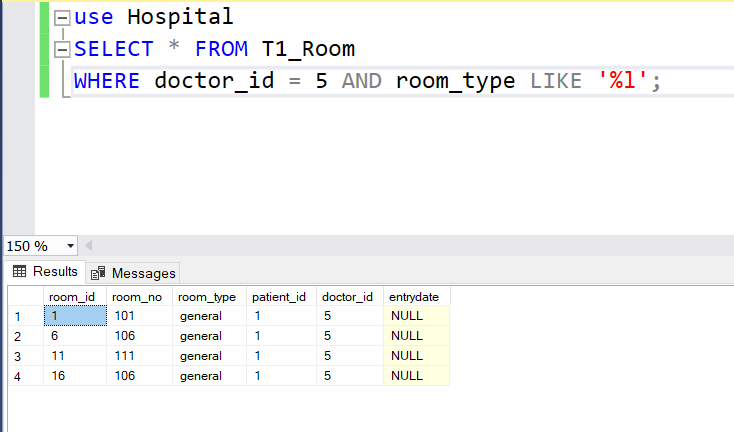 use Hospital
SELECT * FROM T1_Room
WHERE doctor_id = 5 AND room_type LIKE '%l';
150 %
Results Messages
room_id room_no room_type patient_id doctor_id entrydate
1 1 101 general 1 5 NULL
2 6 106 general 1 5 NULL
3 11 111 general 1 5 NULL
4 16 106 general 1 5 NULL